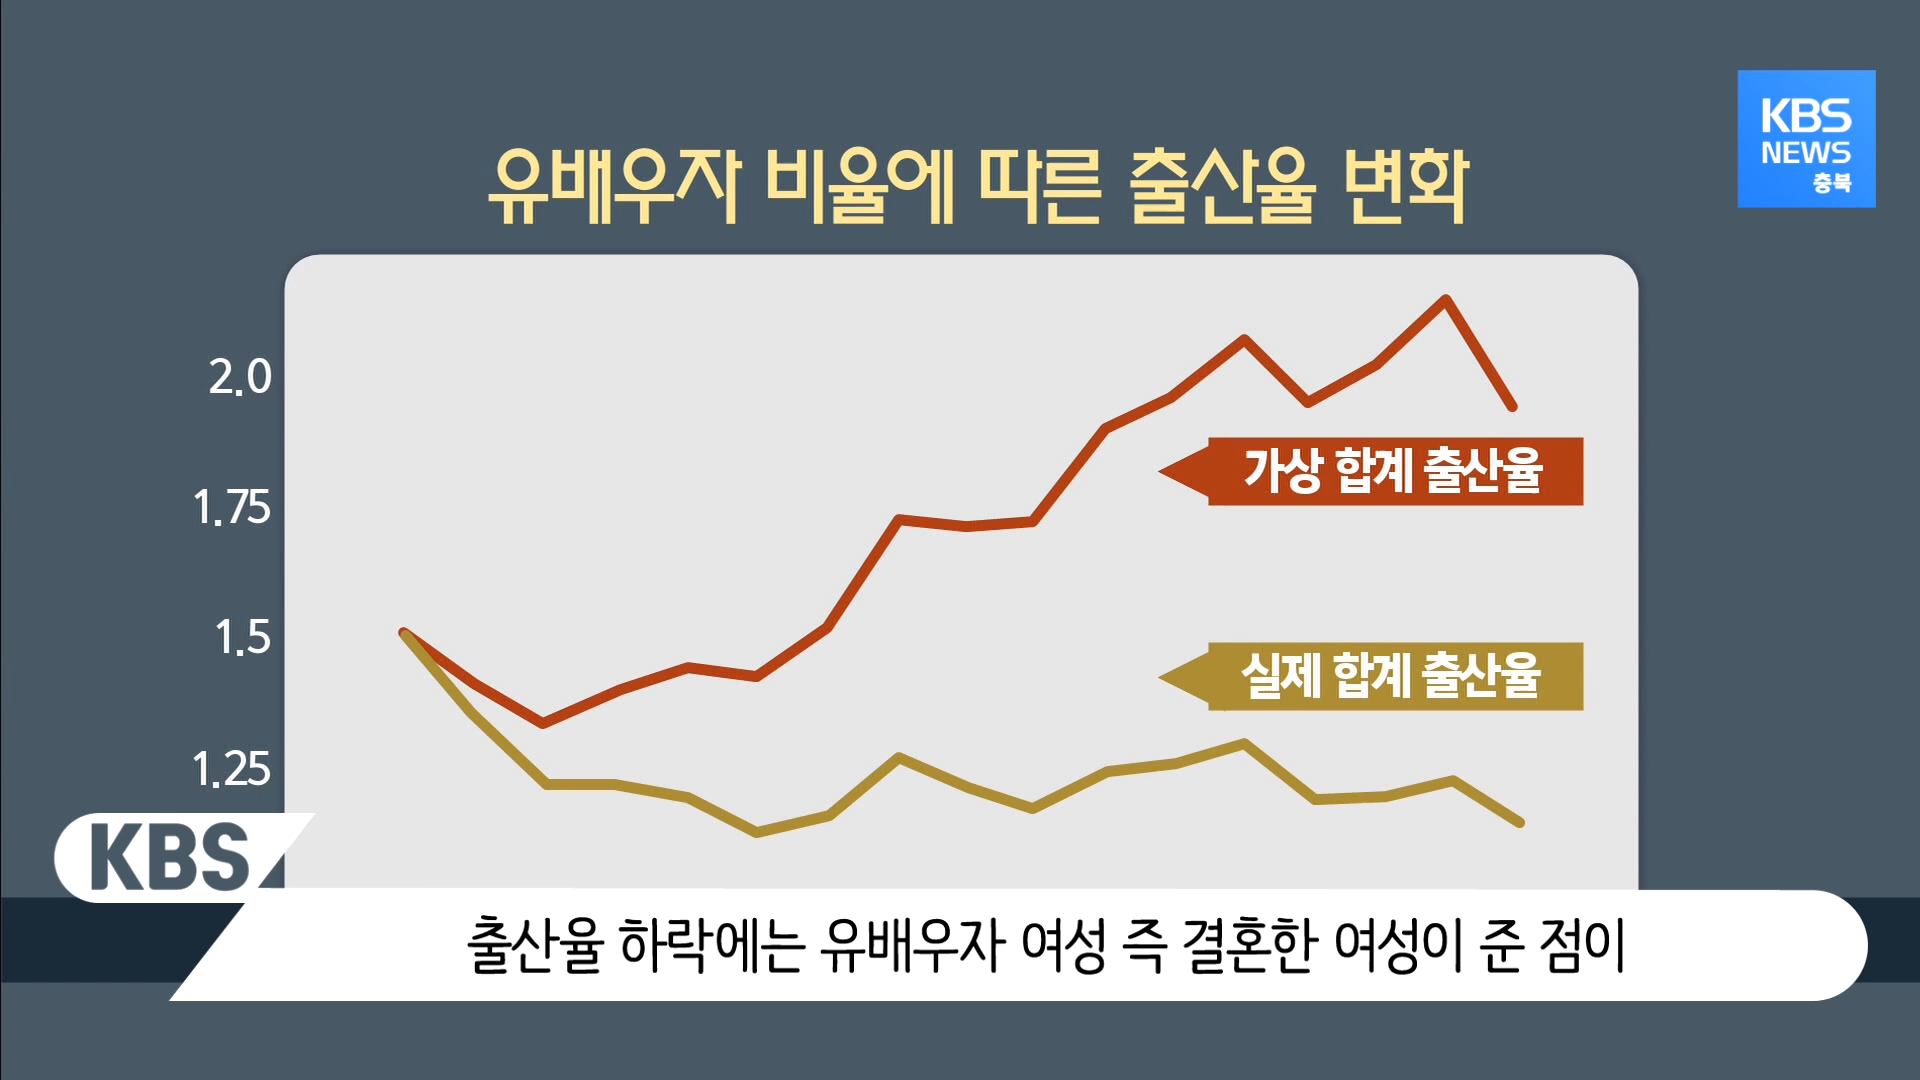 KBS
NEWS
충북
유배우자 비율에 따른 출산율 변화
2.0
1.75
1.5
1.25
가상 합계 출산율
실제 합계 출산율
KBS
출산율 하락에는 유배우자 여성 즉 결혼한 여성이 준 점이